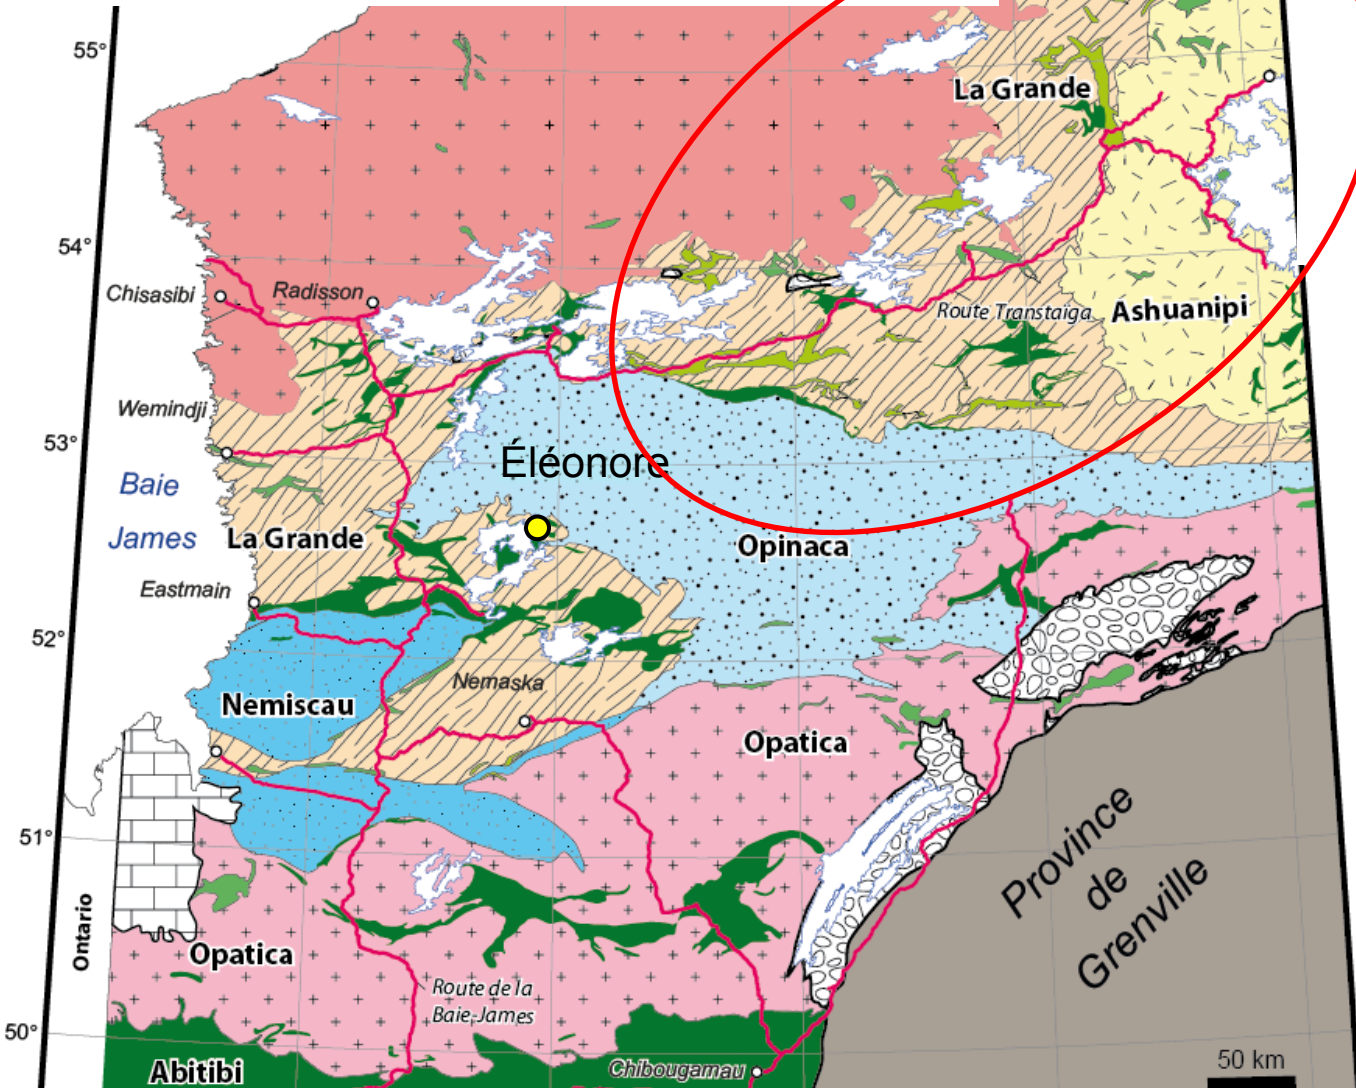 55°
La Grande
54°
Chisasibi
Radisson
Route Transtaiga
Ashuanipi
Wemindji
53°
Éléonore
Baie
James
La Grande
Opinaca
Eastmain
52°
Nemaska
Nemiscau
Opatica
51°
Province
de
Grenville
Ontario
Opatica
Route de la
Baie-James
50°
Abitibi
Chibougamau
50 km